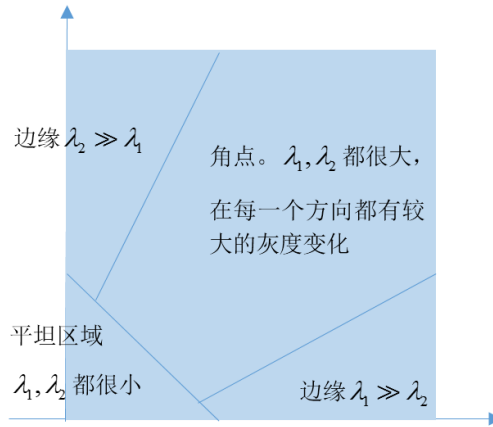 边缘 λ₂ ≫ λ₁
角点。λ₁, λ₂ 都很大，
在每一个方向都有较
大的灰度变化
平坦区域
λ₁, λ₂ 都很小
边缘 λ₁ ≫ λ₂